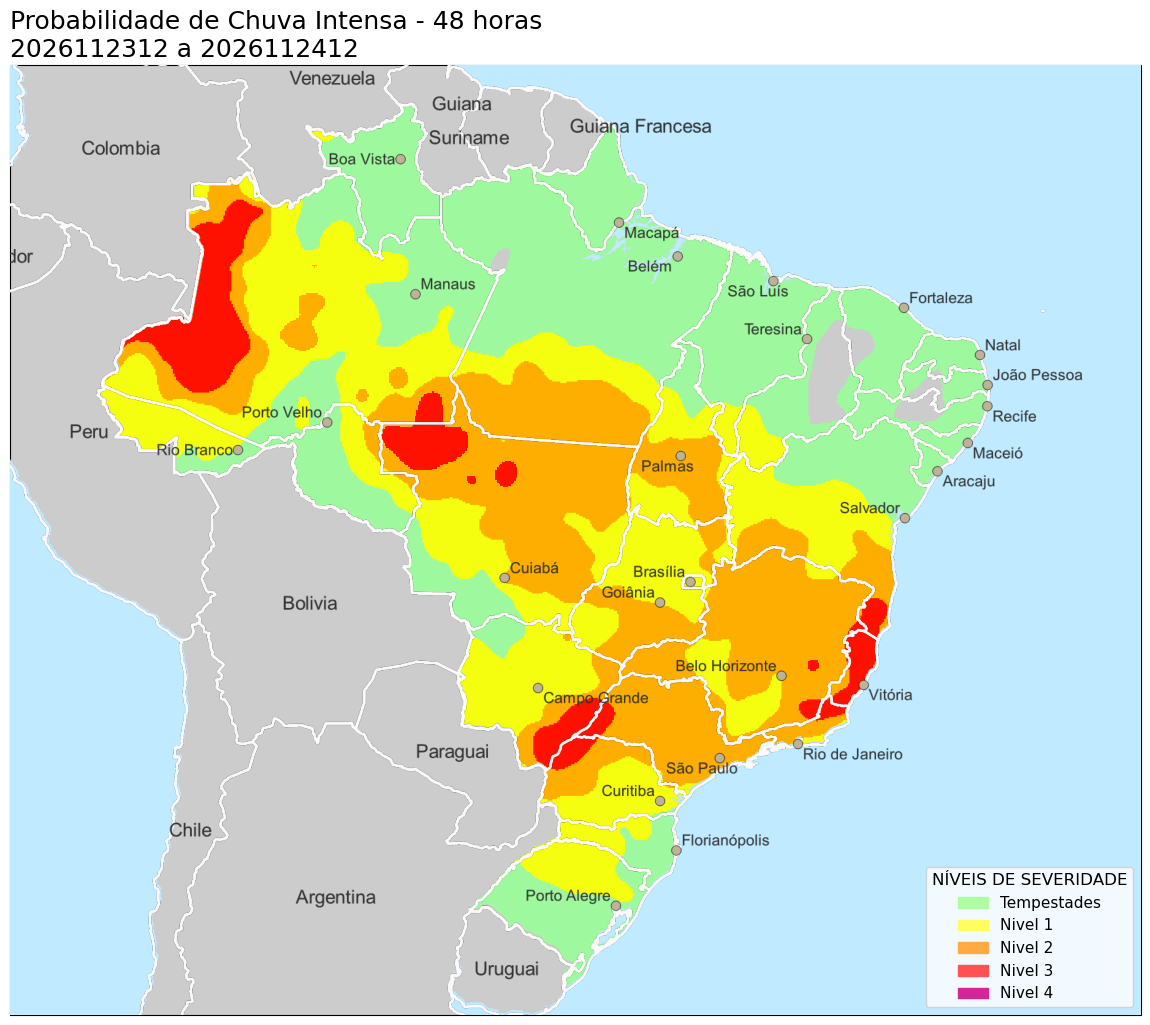 Probabilidade de Chuva Intensa - 48 horas
2026112312 a 2026112412
Venezuela
Guiana
Suriname
Guiana Francesa
Colombia
Boa Vista
Macapá
dor
Belém
Manaus
São Luís
Fortaleza
Teresina
Natal
João Pessoa
Porto Velho
Recife
Peru
Rio Branco
Maceió
Palmas
Aracaju
Salvador
Cuiabá
Brasília
Goiânia
Bolivia
Belo Horizonte
Campo Grande
Vitória
Paraguai
Rio de Janeiro
São Paulo
Curitiba
Chile
Florianópolis
Argentina
Porto Alegre
Uruguai
NÍVEIS DE SEVERIDADE
Tempestades
Nivel 1
Nivel 2
Nivel 3
Nivel 4